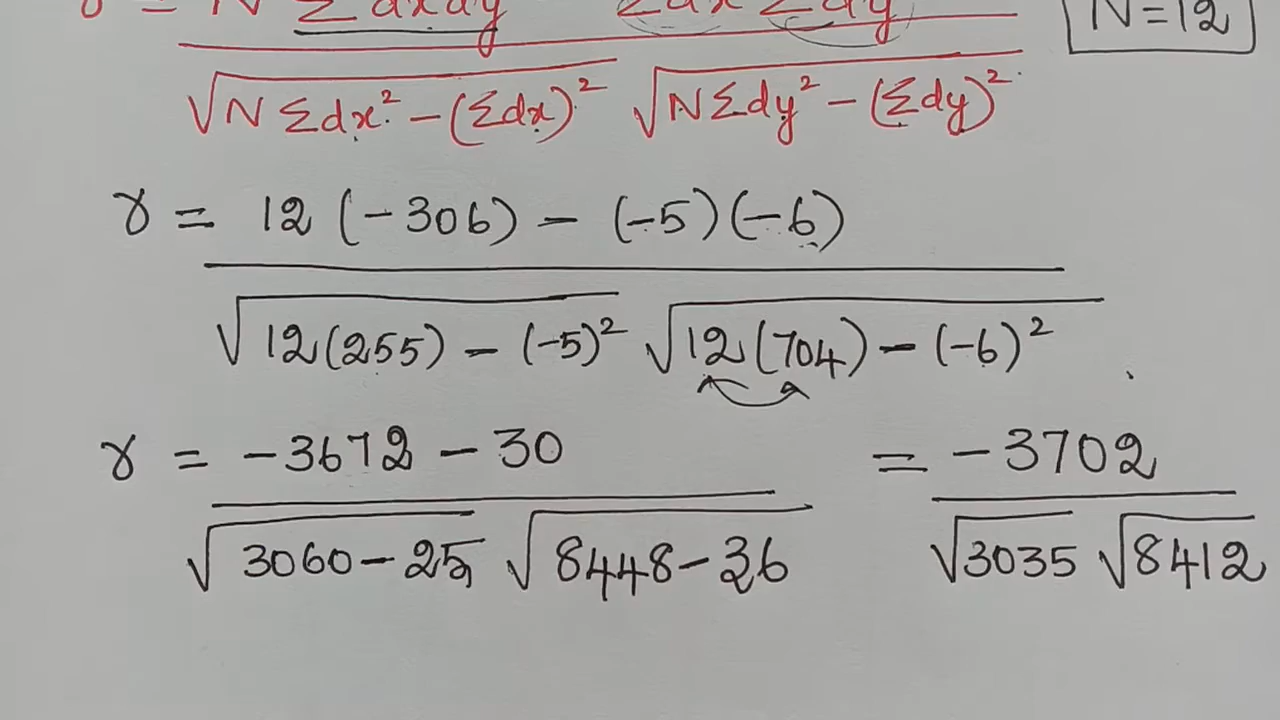 r = N Σdxdy - Σdx Σdy
N = 12
√NΣdx² - (Σdx)² √NΣdy² - (Σdy)²
r = 12 (-306) - (-5)(-6)
√12(255) - (-5)² √12(704) - (-6)²
r = -3672 - 30 = -3702
√3060-25 √8448-36 √3035 √8412